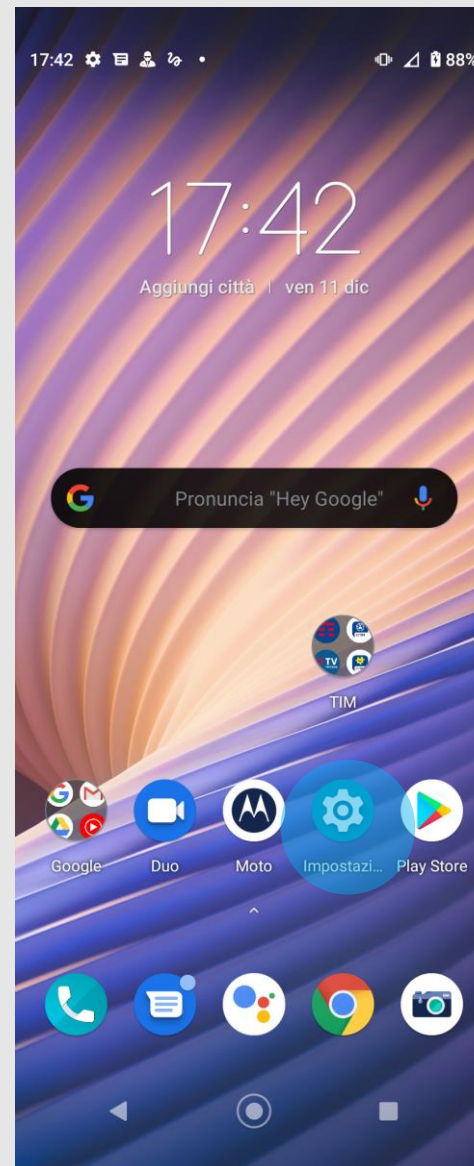 17:42
88%
17:42
Aggiungi città | ven 11 dic
Pronuncia "Hey Google"
TV
TIM
Google
Duo
Moto
Impostazi...
Play Store